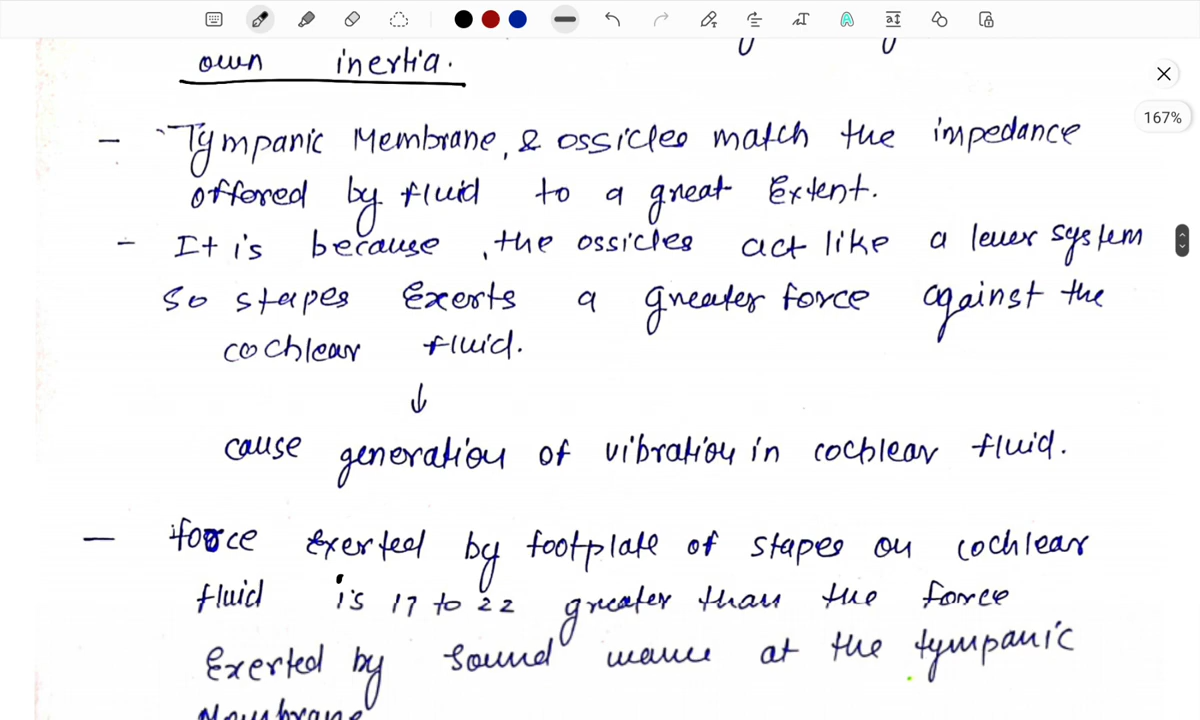 own inertia.
167%
- Tympanic Membrane, & ossicles match the impedance
offered by fluid to a great Extent.
- It is because, the ossicles act like a lever system
So stapes Exerts a greater force against the
cochlear fluid.
↓
cause generation of vibration in cochlear fluid.
- force exerted by footplate of stapes on cochlear
fluid is 17 to 22 greater than the force
Exerted by Sound wave at the tympanic
Membrane